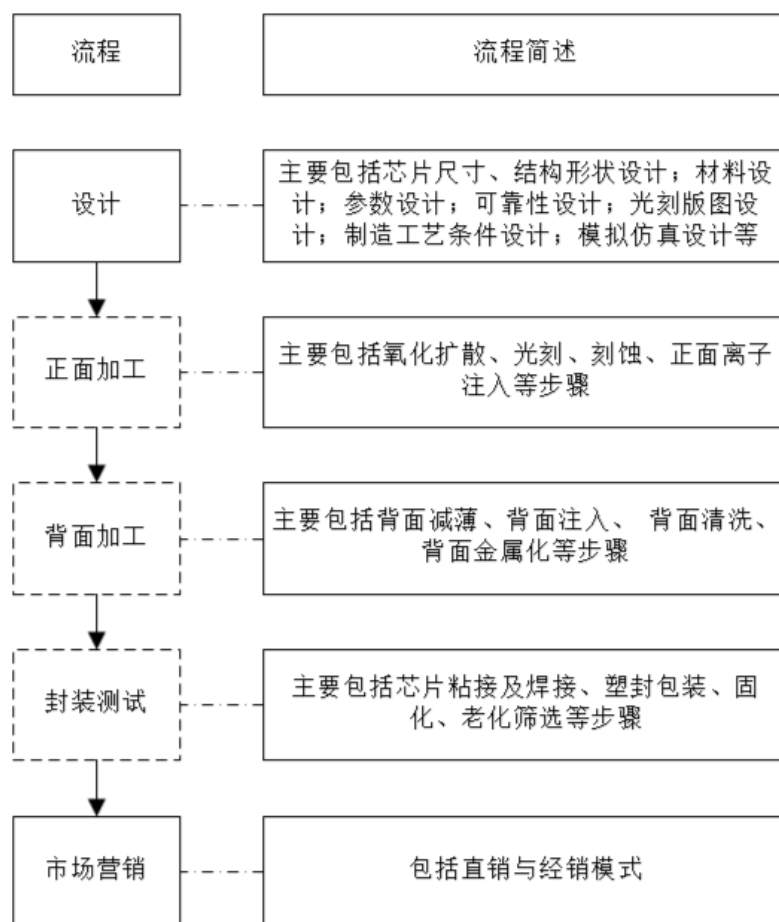 流程
流程简述
设计
主要包括芯片尺寸、结构形状设计；材料设
计；参数设计；可靠性设计；光刻版图设
计；制造工艺条件设计；模拟仿真设计等
正面加工
主要包括氧化扩散、光刻、刻蚀、正面离子
注入等步骤
背面加工
主要包括背面减薄、背面注入、 背面清洗、
背面金属化等步骤
封装测试
主要包括芯片粘接及焊接、塑封包装、固
化、老化筛选等步骤
市场营销
包括直销与经销模式